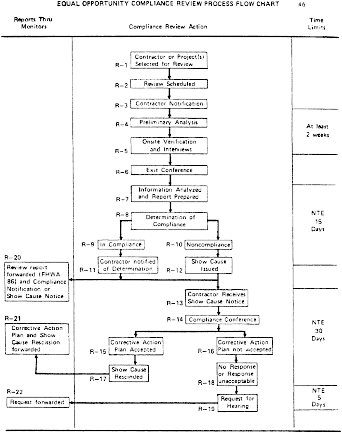 EQUAL OPPORTUNITY COMPLIANCE REVIEW PROCESS FLOW CHART 46
Reports Thru
Monitors
Compliance Review Action
Time
Limits
R-1
Contractor or Project(s)
Selected for Review
R-2
Review Scheduled
R-3
Contractor Notification
R-4
Preliminary Analysis
At least
2 weeks
R-5
Onsite Verification
and Interviews
R-6
Exit Conference
R-7
Information Analyzed
and Report Prepared
R-8
Determination of
Compliance
NTE
15
Days
R-9
In Compliance
R-10
Noncompliance
R-11
Contractor notified
of Determination
R-12
Show Cause
Issued
R-20
Review report
forwarded (FHWA
86) and Compliance
Notification or
Show Cause Notice
R-13
Contractor Receives
Show Cause Notice
R-14
Compliance Conference
R-21
Corrective Action
Plan and Show
Cause Rescission
forwarded
R-15
Corrective Action
Plan Accepted
R-16
Corrective Action
Plan not accepted
NTE
30
Days
R-17
Show Cause
Rescinded
R-18
No Response
or Response
unacceptable
R-22
Request forwarded
R-19
Request for
Hearing
NTE
5
Days